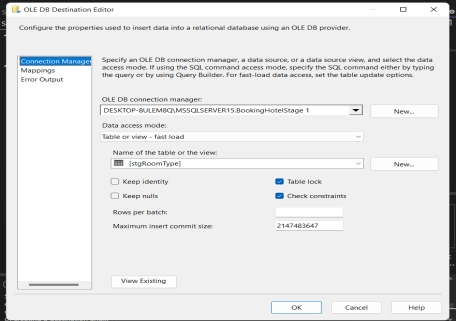 OLE DB Destination Editor
Configure the properties used to insert data into a relational database using an OLE DB provider.
Connection Manager
Mappings
Error Output
Specify an OLE DB connection manager, a data source, or a data source view, and select the data
access mode. If using the SQL command access mode, specify the SQL command either by typing
the query or by using Query Builder. For fast-load data access, set the table update options.
OLE DB connection manager:
DESKTOP-8ULEM8Q\MSSQLSERVER15.BookingHotelStage 1
New...
Data access mode:
Table or view - fast load
Name of the table or the view:
[stgRoomType]
New...
Keep identity
Table lock
Keep nulls
Check constraints
Rows per batch:
Maximum insert commit size:
2147483647
View Existing
OK
Cancel
Help